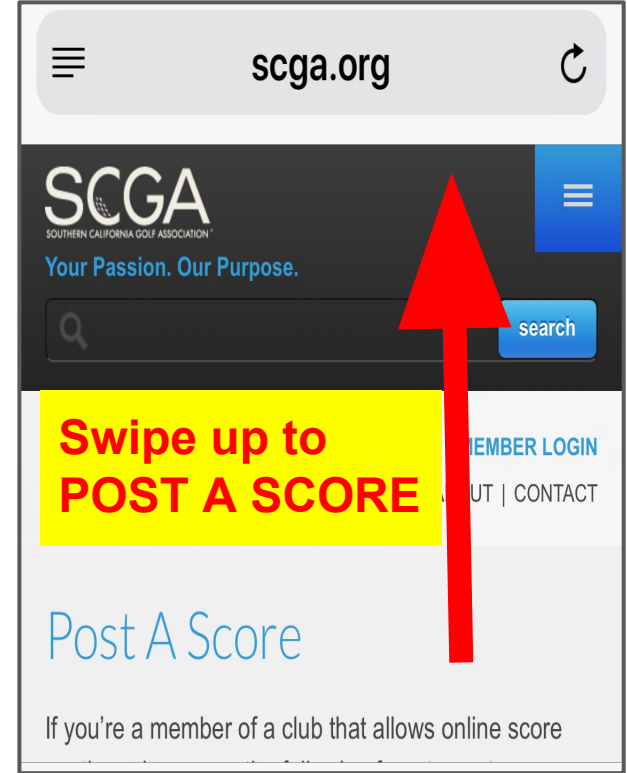 scga.org
SCGA
SOUTHERN CALIFORNIA GOLF ASSOCIATION
Your Passion. Our Purpose.
search
Swipe up to
POST A SCORE
LOGIN
| CONTACT
Post A Score
If you're a member of a club that allows online score